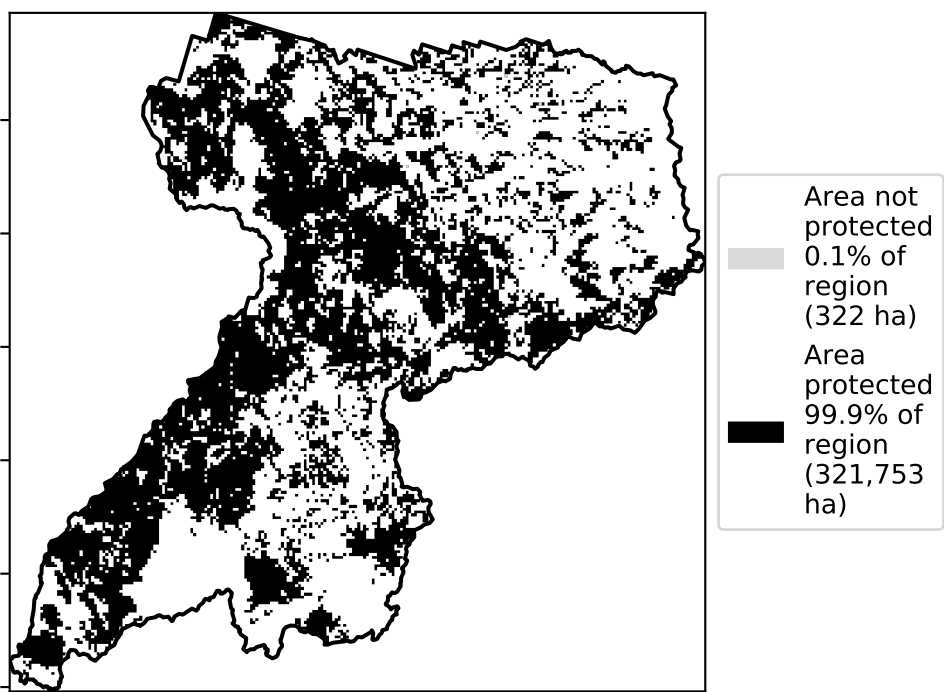 Area not
protected
0.1% of
region
(322 ha)
Area
protected
99.9% of
region
(321,753
ha)